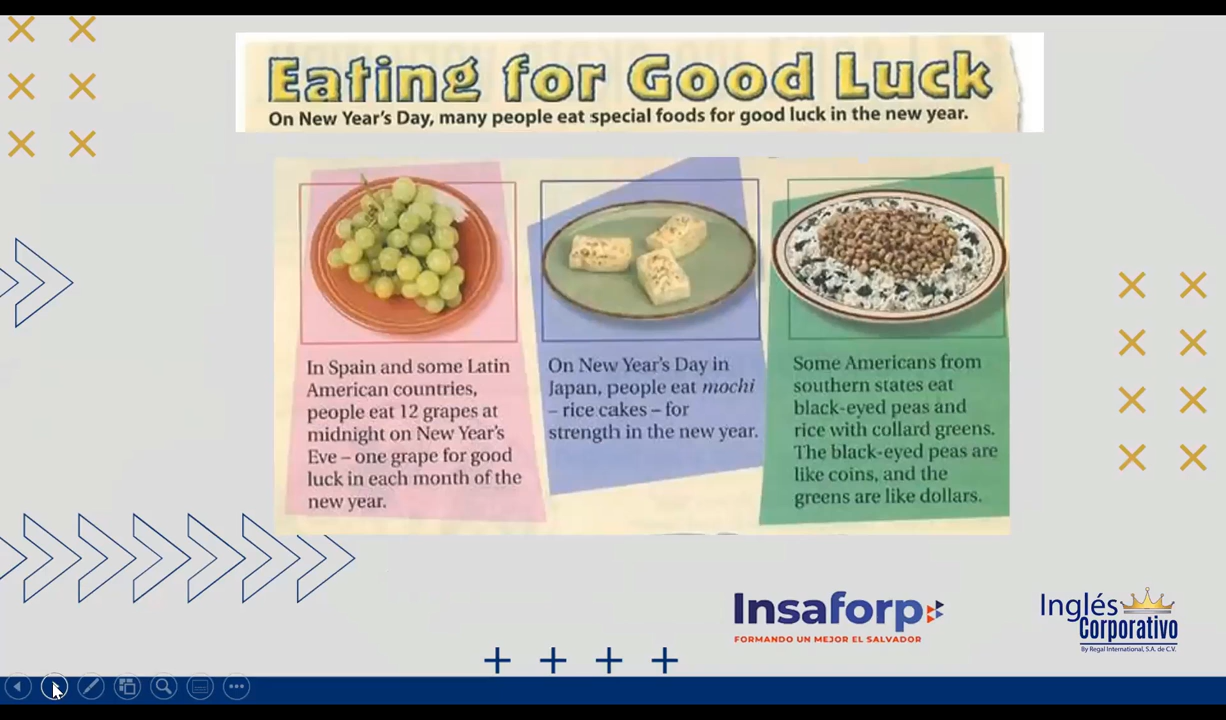 Eating for Good Luck
On New Year's Day, many people eat special foods for good luck in the new year.
In Spain and some Latin
American countries,
people eat 12 grapes at
midnight on New Year's
Eve – one grape for good
luck in each month of the
new year.
On New Year's Day in
Japan, people eat mochi
– rice cakes – for
strength in the new year.
Some Americans from
southern states eat
black-eyed peas and
rice with collard greens.
The black-eyed peas are
like coins, and the
greens are like dollars.
Insaforp
FORMANDO UN MEJOR EL SALVADOR
Inglés
Corporativo
By Regal International, S.A. de C.V.